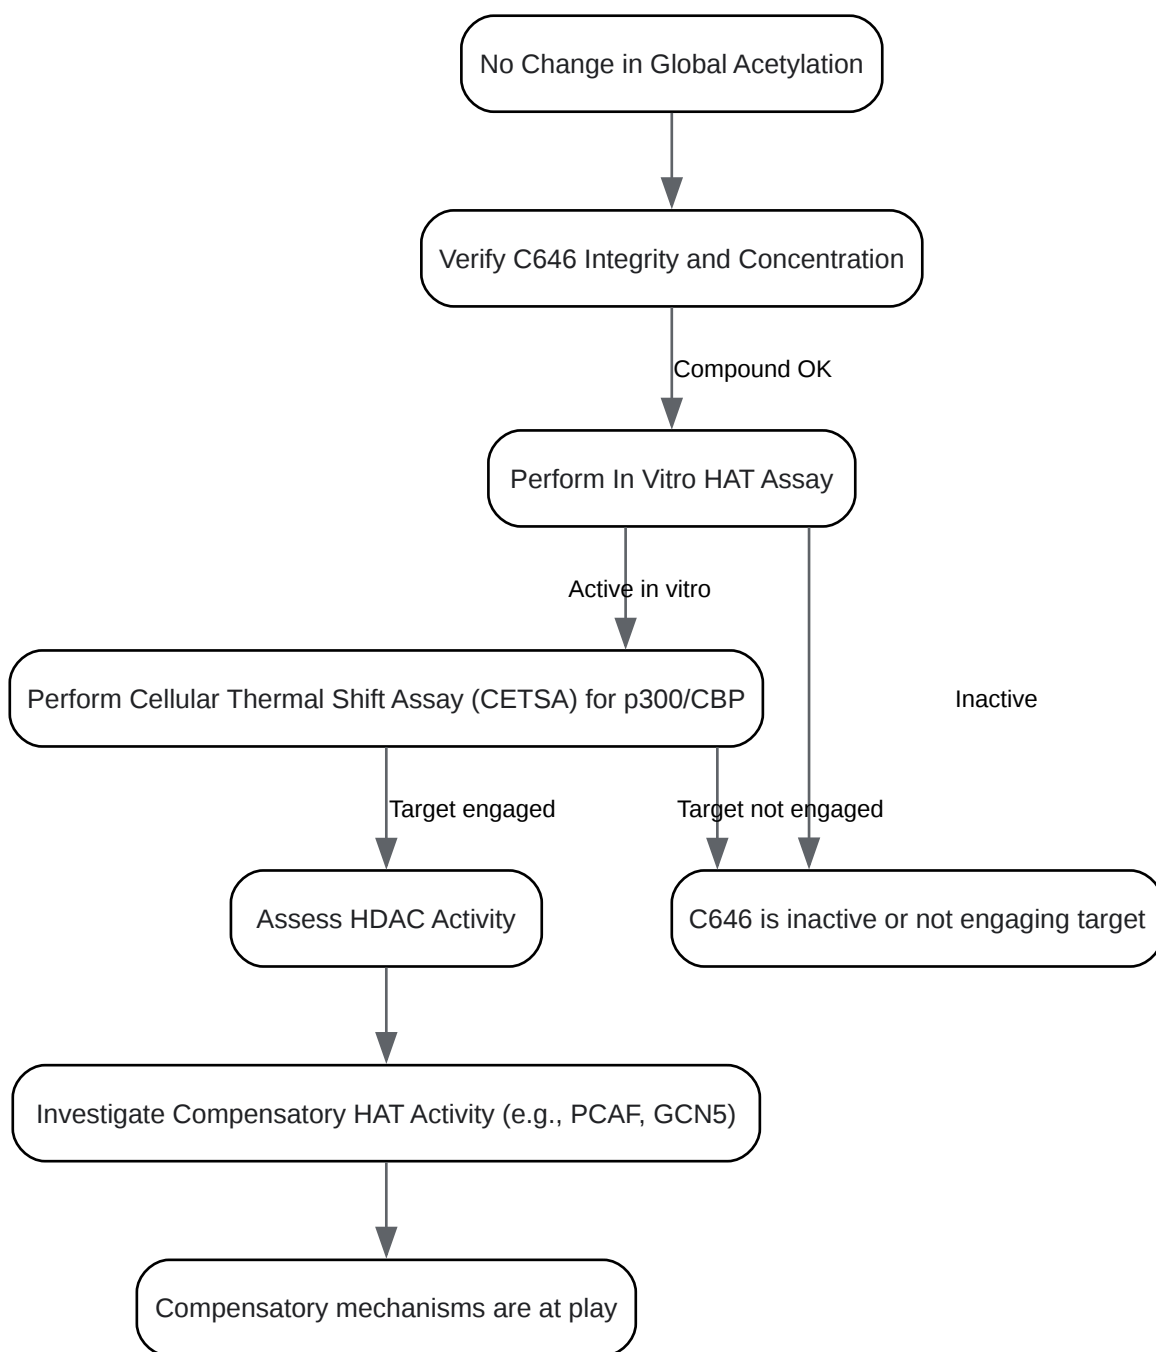 No Change in Global Acetylation
Verify C646 Integrity and Concentration
Compound OK
Perform In Vitro HAT Assay
Active in vitro
Perform Cellular Thermal Shift Assay (CETSA) for p300/CBP
Inactive
Target engaged
Target not engaged
Assess HDAC Activity
C646 is inactive or not engaging target
Investigate Compensatory HAT Activity (e.g., PCAF, GCN5)
Compensatory mechanisms are at play